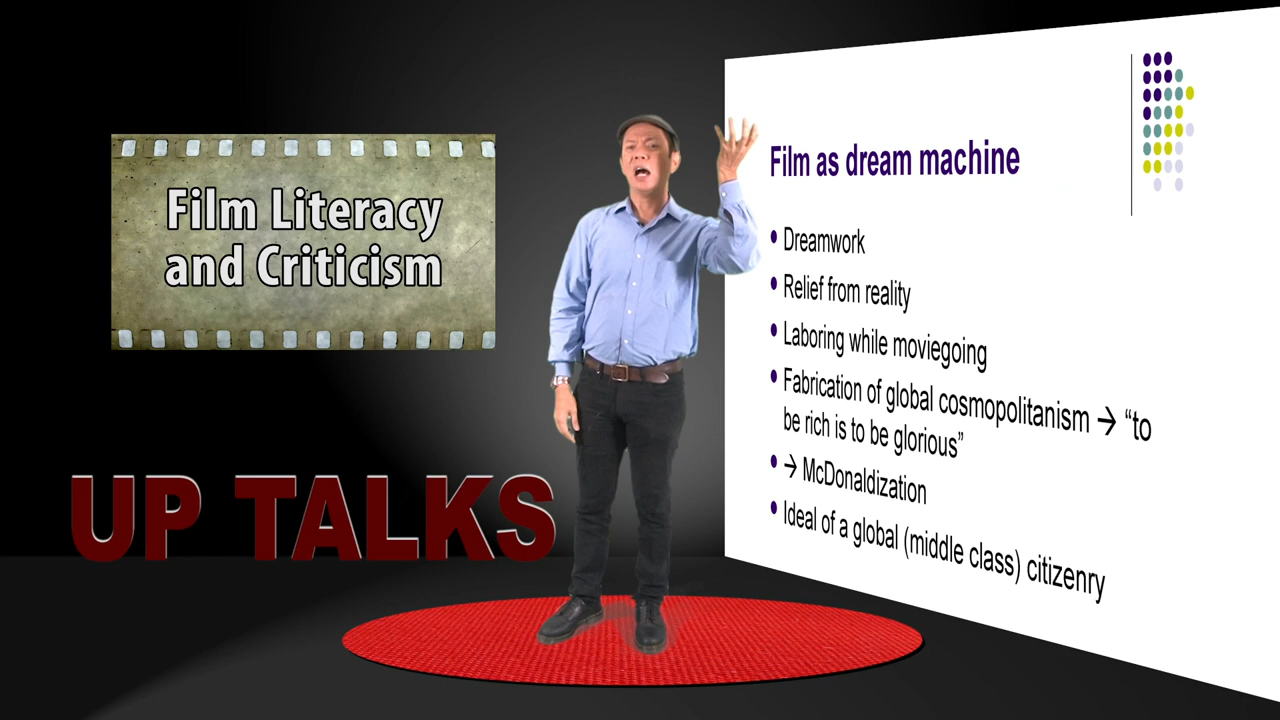 Film Literacy
and Criticism
UP TALKS
Film as dream machine
• Dreamwork
• Relief from reality
• Laboring while moviegoing
• Fabrication of global cosmopolitanism → “to
be rich is to be glorious”
• → McDonaldization
• Ideal of a global (middle class) citizenry